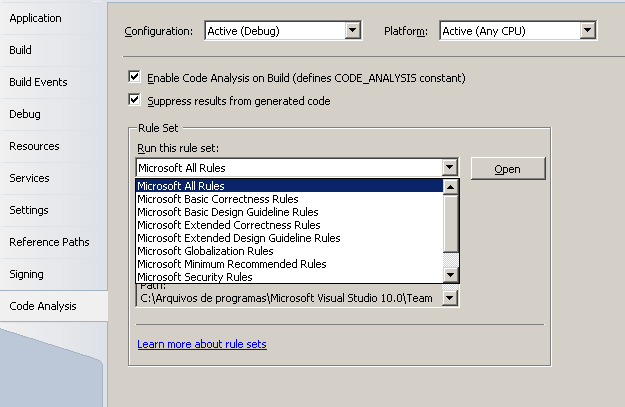 Application
Build
Build Events
Debug
Resources
Services
Settings
Reference Paths
Signing
Code Analysis
Configuration: Active (Debug) Platform: Active (Any CPU)
Enable Code Analysis on Build (defines CODE_ANALYSIS constant)
Suppress results from generated code
Rule Set
Run this rule set:
Microsoft All Rules Open
Microsoft All Rules
Microsoft Basic Correctness Rules
Microsoft Basic Design Guideline Rules
Microsoft Extended Correctness Rules
Microsoft Extended Design Guideline Rules
Microsoft Globalization Rules
Microsoft Minimum Recommended Rules
Microsoft Security Rules
Path:
C:\Arquivos de programas\Microsoft Visual Studio 10.0\Team
Learn more about rule sets